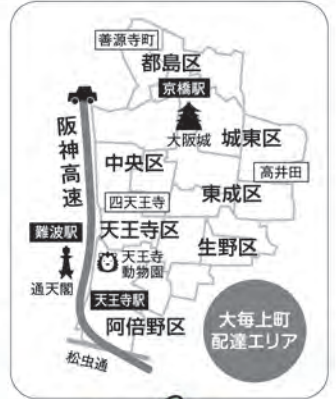 善源寺町
都島区
京橋駅
阪神高速
大阪城
城東区
中央区
高井田
四天王寺
東成区
難波駅
天王寺区
生野区
通天閣
天王寺
動物園
天王寺駅
阿倍野区
松虫通
大毎上町
配達エリア